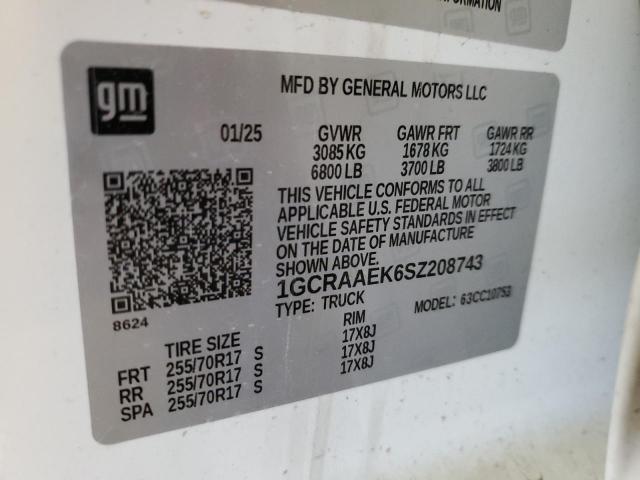 FORMATION
gm
MFD BY GENERAL MOTORS LLC
01/25 GVWR GAWR FRT GAWR RR
3085 KG 1678 KG 1724 KG
6800 LB 3700 LB 3800 LB
THIS VEHICLE CONFORMS TO ALL
APPLICABLE U.S. FEDERAL MOTOR
VEHICLE SAFETY STANDARDS IN EFFECT
ON THE DATE OF MANUFACTURE
SHOWN ABOVE.
1GCRAAEK6SZ208743
TYPE: TRUCK MODEL: 63CC10753
8624
TIRE SIZE RIM
FRT 255/70R17 S 17X8J
RR 255/70R17 S 17X8J
SPA 255/70R17 S 17X8J